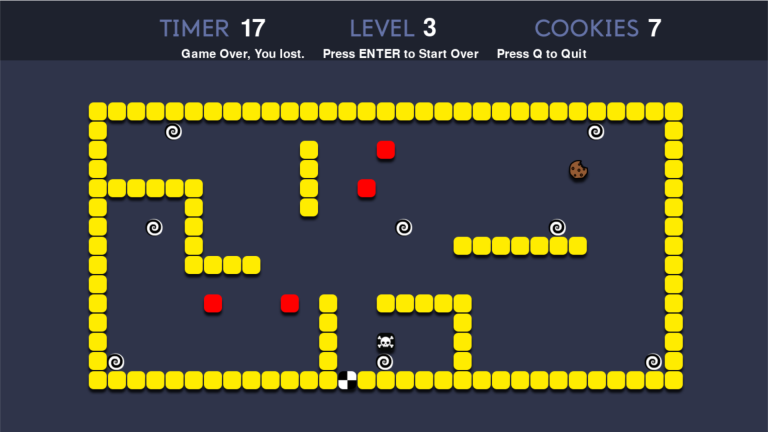 TIMER 17 LEVEL 3 COOKIES 7
Game Over, You lost. Press ENTER to Start Over Press Q to Quit